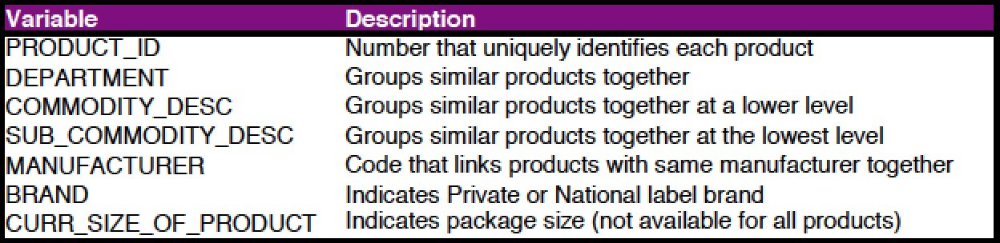 Variable Description
PRODUCT_ID Number that uniquely identifies each product
DEPARTMENT Groups similar products together
COMMODITY_DESC Groups similar products together at a lower level
SUB_COMMODITY_DESC Groups similar products together at the lowest level
MANUFACTURER Code that links products with same manufacturer together
BRAND Indicates Private or National label brand
CURR_SIZE_OF_PRODUCT Indicates package size (not available for all products)